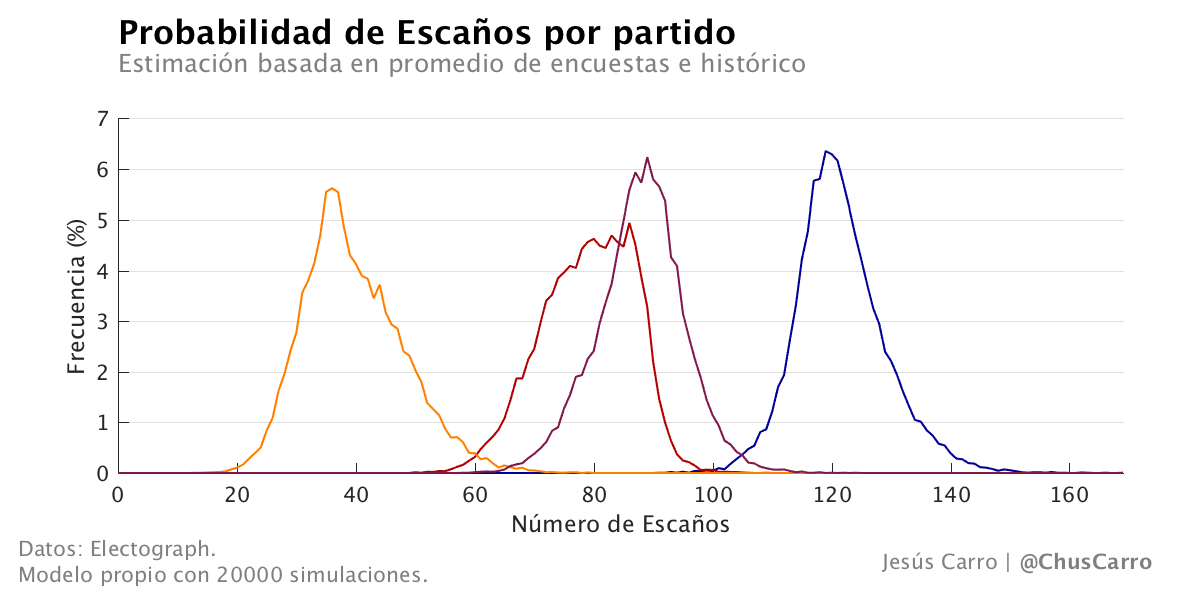 Probabilidad de Escaños por partido
Estimación basada en promedio de encuestas e histórico
7
6
5
4
3
2
1
0
Frecuencia (%)
0 20 40 60 80 100 120 140 160
Número de Escaños
Datos: Electograph.
Modelo propio con 20000 simulaciones.
Jesús Carro | @ChusCarro